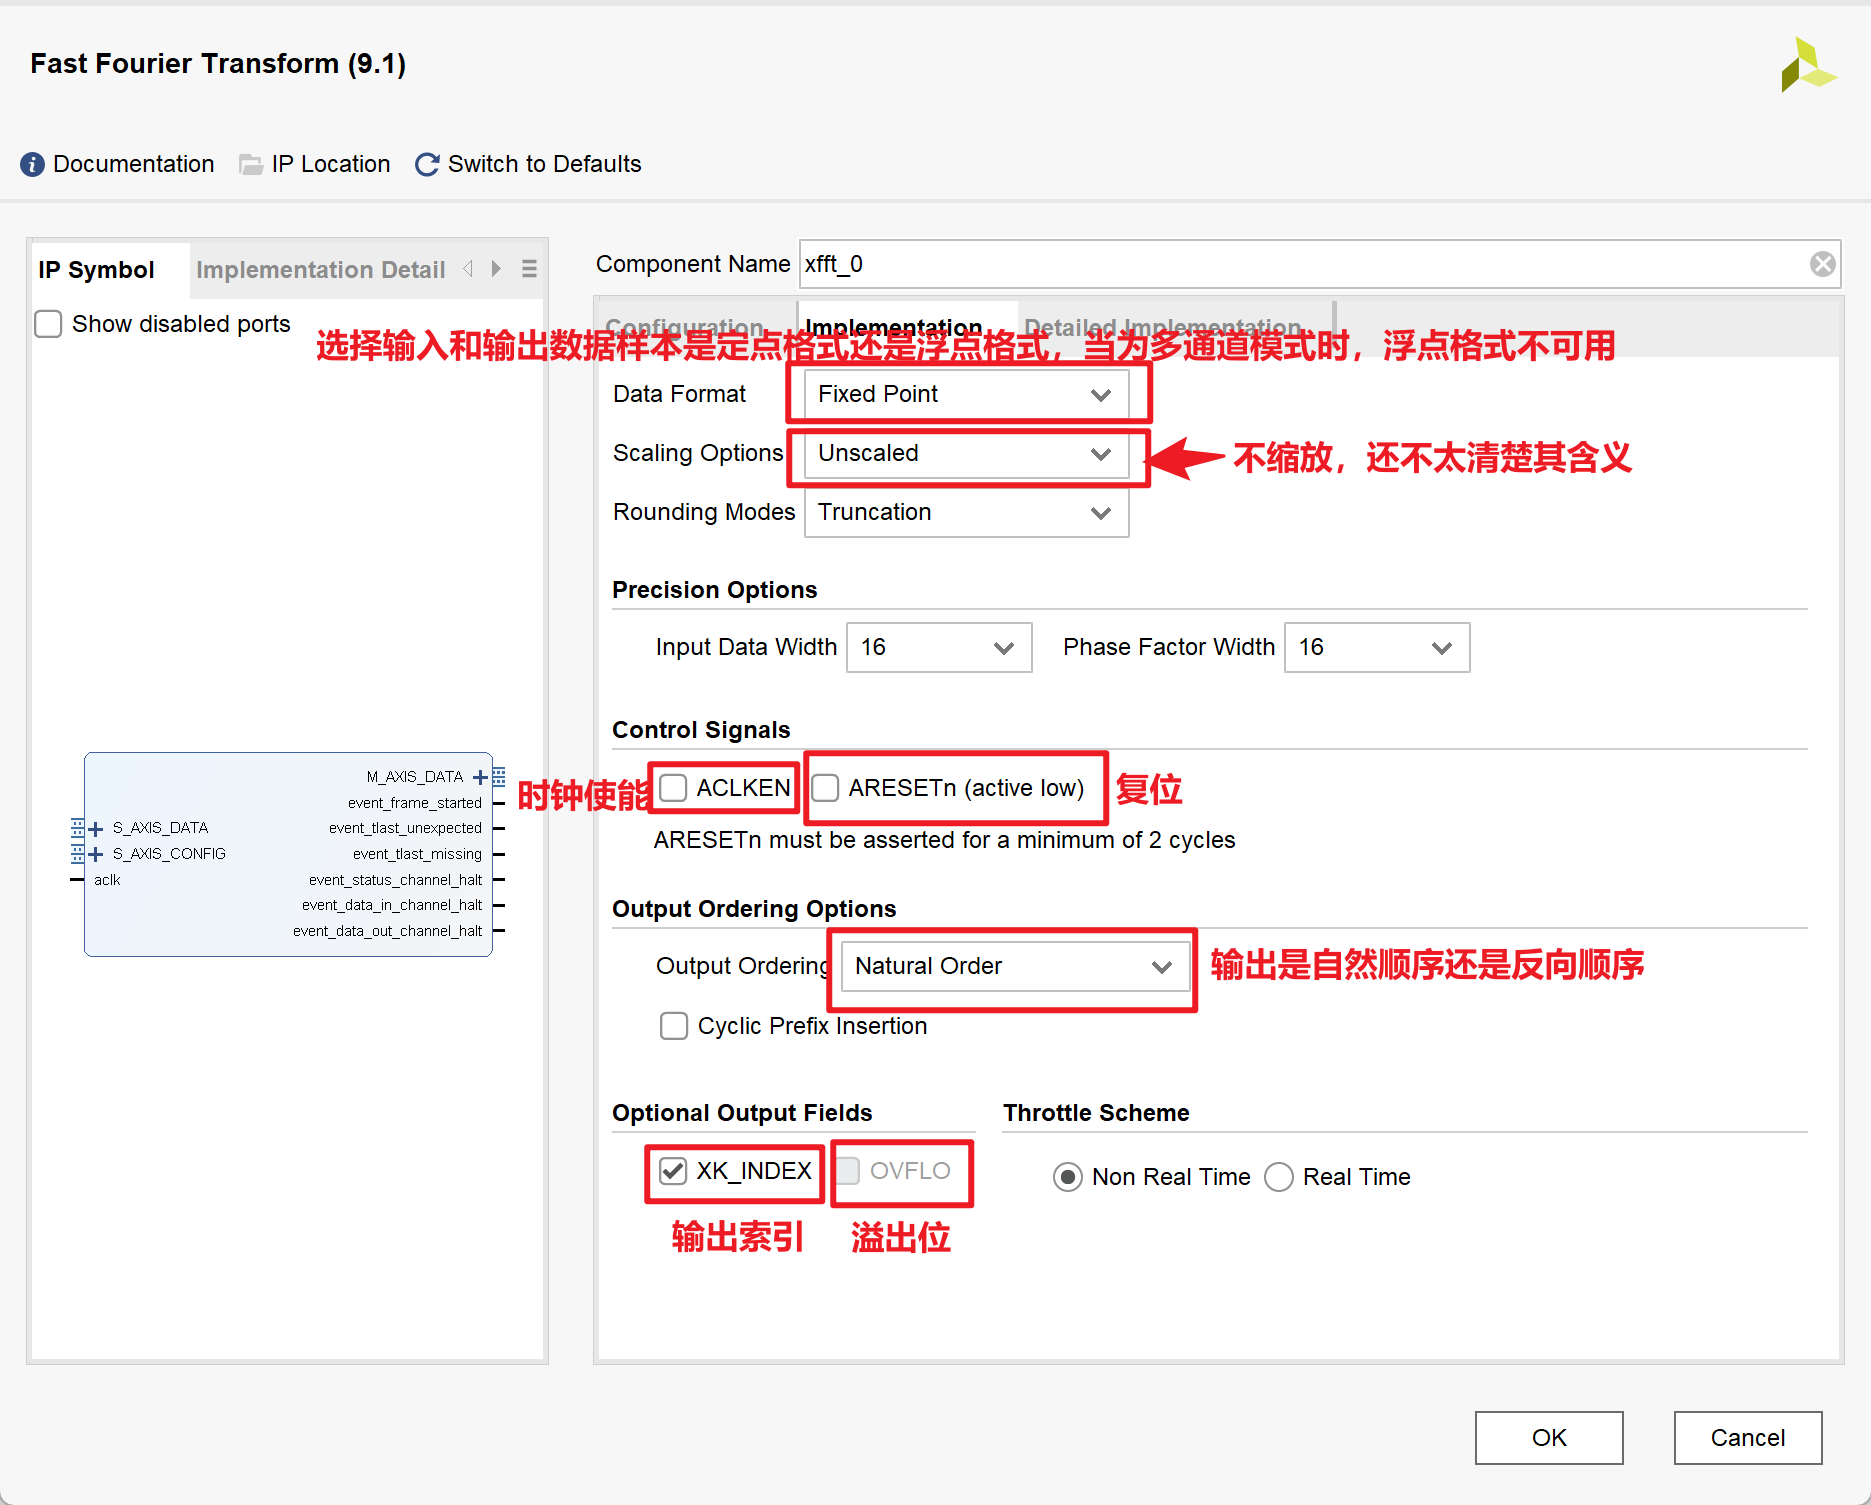 Fast Fourier Transform (9.1)
Documentation IP Location Switch to Defaults
IP Symbol Implementation Detail
Show disabled ports
M_AXIS_DATA
event_frame_started
event_tlast_unexpected
event_tlast_missing
event_status_channel_halt
event_data_in_channel_halt
event_data_out_channel_halt
S_AXIS_DATA
S_AXIS_CONFIG
aclk
Component Name xfft_0
Configuration Implementation Detailed Implementation
选择输入和输出数据样本是定点格式还是浮点格式，当为多通道模式时，浮点格式不可用
Data Format Fixed Point
Scaling Options Unscaled 不缩放，还不太清楚其含义
Rounding Modes Truncation
Precision Options
Input Data Width 16 Phase Factor Width 16
Control Signals
时钟使能 ACLKEN ARESETn (active low) 复位
ARESETn must be asserted for a minimum of 2 cycles
Output Ordering Options
Output Ordering Natural Order 输出是自然顺序还是反向顺序
Cyclic Prefix Insertion
Optional Output Fields Throttle Scheme
XK_INDEX OVFLO Non Real Time Real Time
输出索引 溢出位
OK Cancel